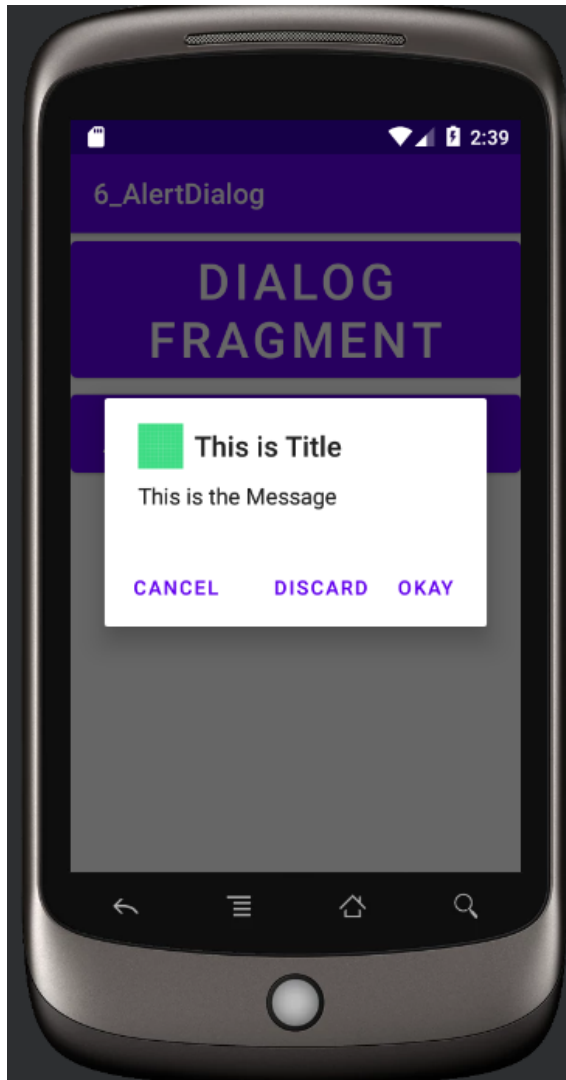 2:39
6_AlertDialog
DIALOG
FRAGMENT
This is Title
This is the Message
CANCEL DISCARD OKAY